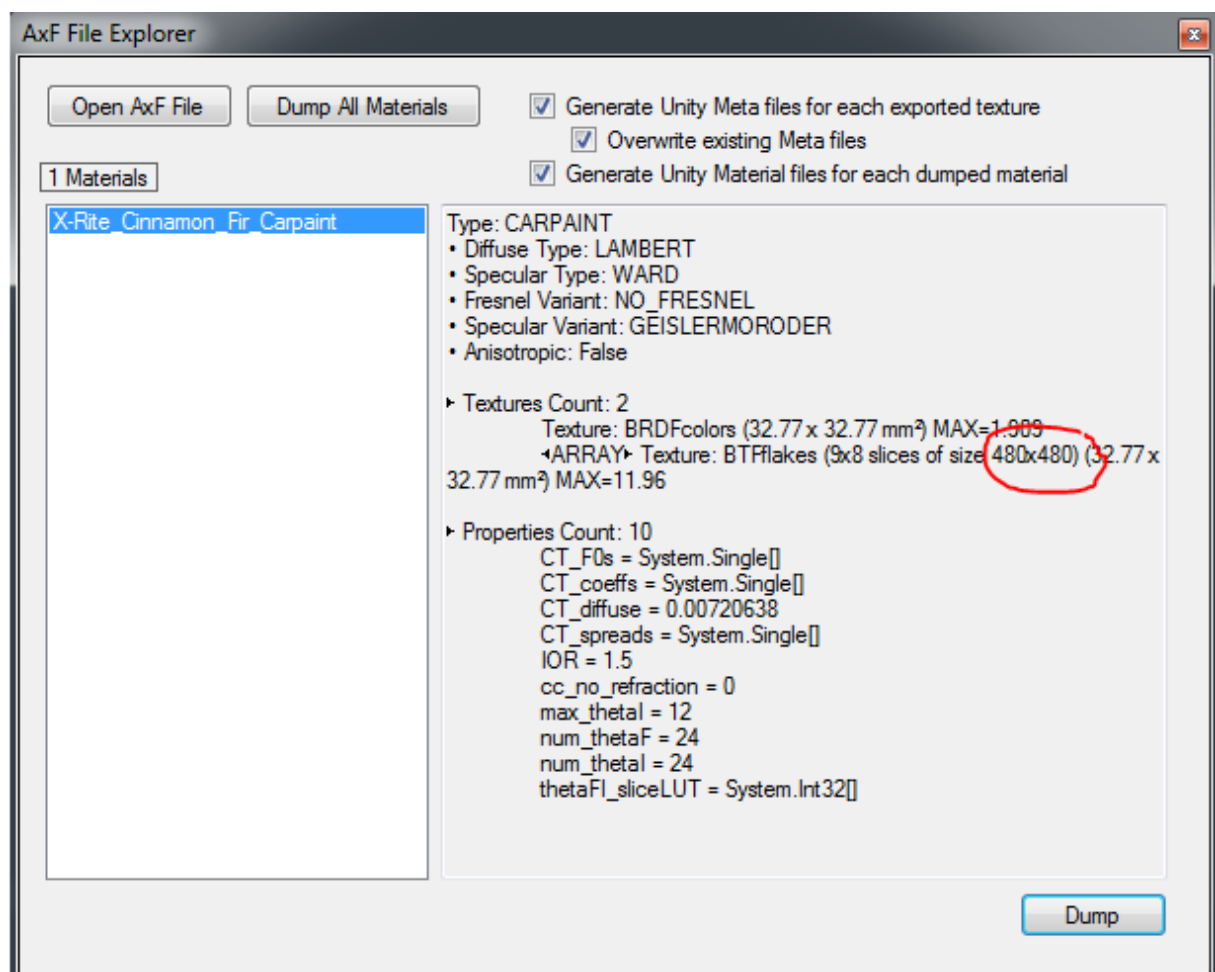 AxF File Explorer
Open AxF File
Dump All Materials
Generate Unity Meta files for each exported texture
Overwrite existing Meta files
Generate Unity Material files for each dumped material
1 Materials
X-Rite_Cinnamon_Fir_Carpaint
Type: CARPAINT
• Diffuse Type: LAMBERT
• Specular Type: WARD
• Fresnel Variant: NO_FRESNEL
• Specular Variant: GEISLERMORODER
• Anisotropic: False
▸ Textures Count: 2
Texture: BRDFcolors (32.77 x 32.77 mm²) MAX=1.909
◂ARRAY▸ Texture: BTFflakes (9x8 slices of size 480x480) (32.77 x
32.77 mm²) MAX=11.96
▸ Properties Count: 10
CT_F0s = System.Single[]
CT_coeffs = System.Single[]
CT_diffuse = 0.00720638
CT_spreads = System.Single[]
IOR = 1.5
cc_no_refraction = 0
max_thetaI = 12
num_thetaF = 24
num_thetaI = 24
thetaFI_sliceLUT = System.Int32[]
Dump